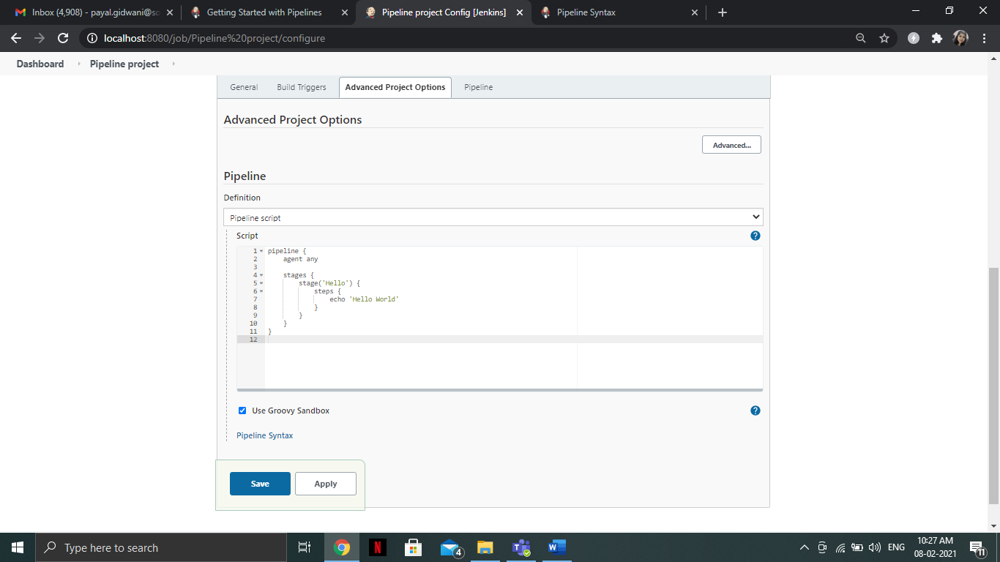 Inbox (4,908) - payal.gidwani@so
Getting Started with Pipelines
Pipeline project Config [Jenkins]
Pipeline Syntax
localhost:8080/job/Pipeline%20project/configure
Dashboard
Pipeline project
General
Build Triggers
Advanced Project Options
Pipeline
Advanced Project Options
Advanced...
Pipeline
Definition
Pipeline script
Script
?
1 pipeline {
2 agent any
3
4 stages {
5 stage('Hello') {
6 steps {
7 echo 'Hello World'
8 }
9 }
10 }
11 }
12
Use Groovy Sandbox
?
Pipeline Syntax
Save
Apply
Type here to search
N
4
W
ENG
10:27 AM
08-02-2021
11